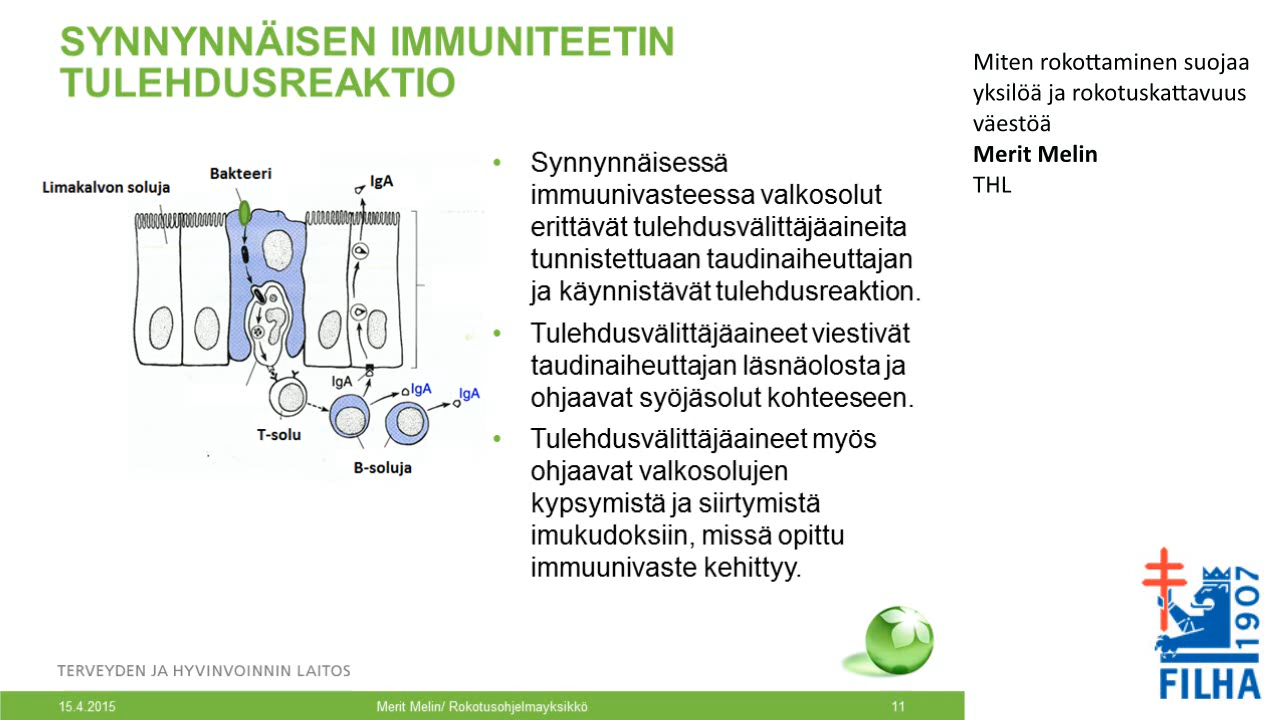 SYNNYNNÄISEN IMMUNITEETIN
TULEHDUSREAKTIO
Limakalvon soluja
Bakteeri
IgA
IgA
IgA
IgA
T-solu
B-soluja
• Synnynnäisessä
immuunivasteessa valkosolut
erittävät tulehdusvälittäjäaineita
tunnistettuaan taudinaiheuttajan
ja käynnistävät tulehdusreaktion.
• Tulehdusvälittäjäaineet viestivät
taudinaiheuttajan läsnäolosta ja
ohjaavat syöjäsolut kohteeseen.
• Tulehdusvälittäjäaineet myös
ohjaavat valkosolujen
kypsymistä ja siirtymistä
imukudoksiin, missä opittu
immuunivaste kehittyy.
TERVEYDEN JA HYVINVOINNIN LAITOS
15.4.2015
Merit Melin/ Rokotusohjelmayksikkö
11
Miten rokottaminen suojaa
yksilöä ja rokotuskattavuus
väestöä
Merit Melin
THL
1907
FILHA